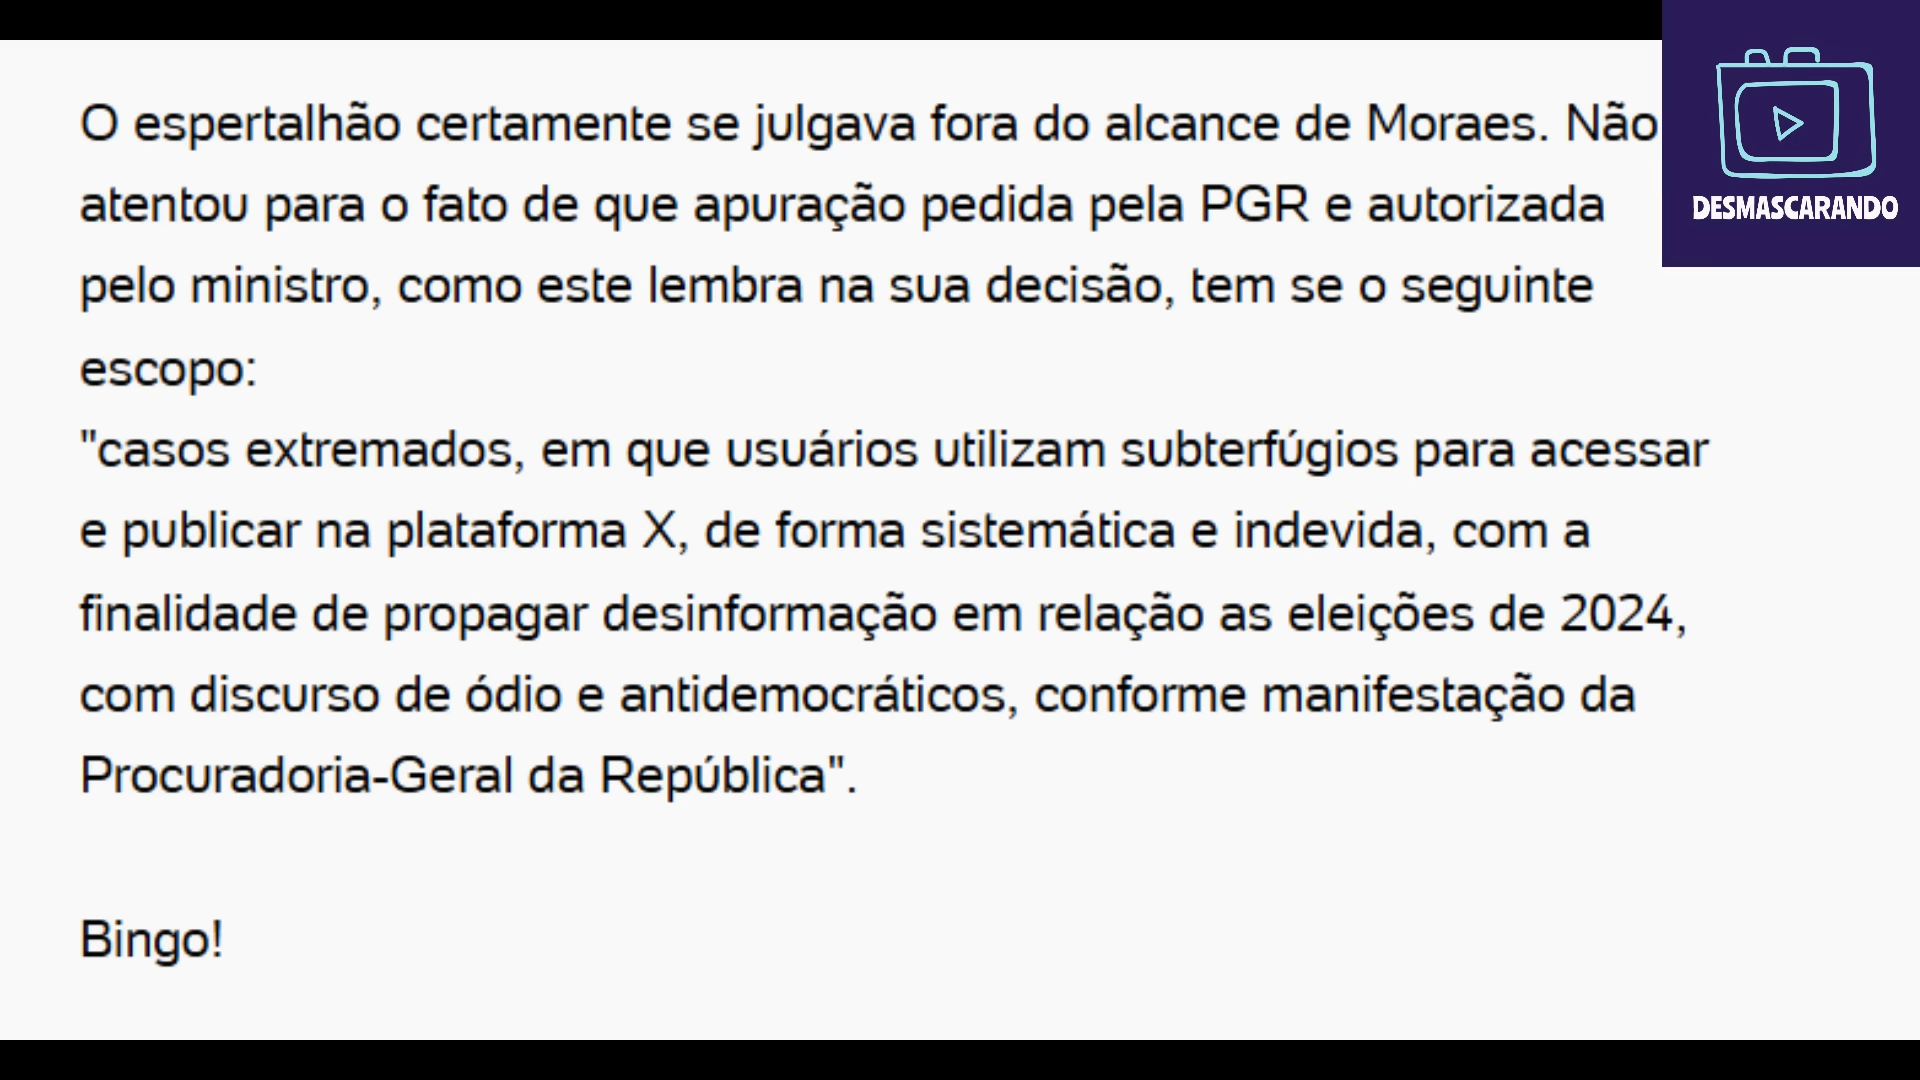 O espertalhão certamente se julgava fora do alcance de Moraes. Não
atentou para o fato de que apuração pedida pela PGR e autorizada
pelo ministro, como este lembra na sua decisão, tem se o seguinte
escopo:
"casos extremados, em que usuários utilizam subterfúgios para acessar
e publicar na plataforma X, de forma sistemática e indevida, com a
finalidade de propagar desinformação em relação as eleições de 2024,
com discurso de ódio e antidemocráticos, conforme manifestação da
Procuradoria-Geral da República".
Bingo!
DESMASCARANDO